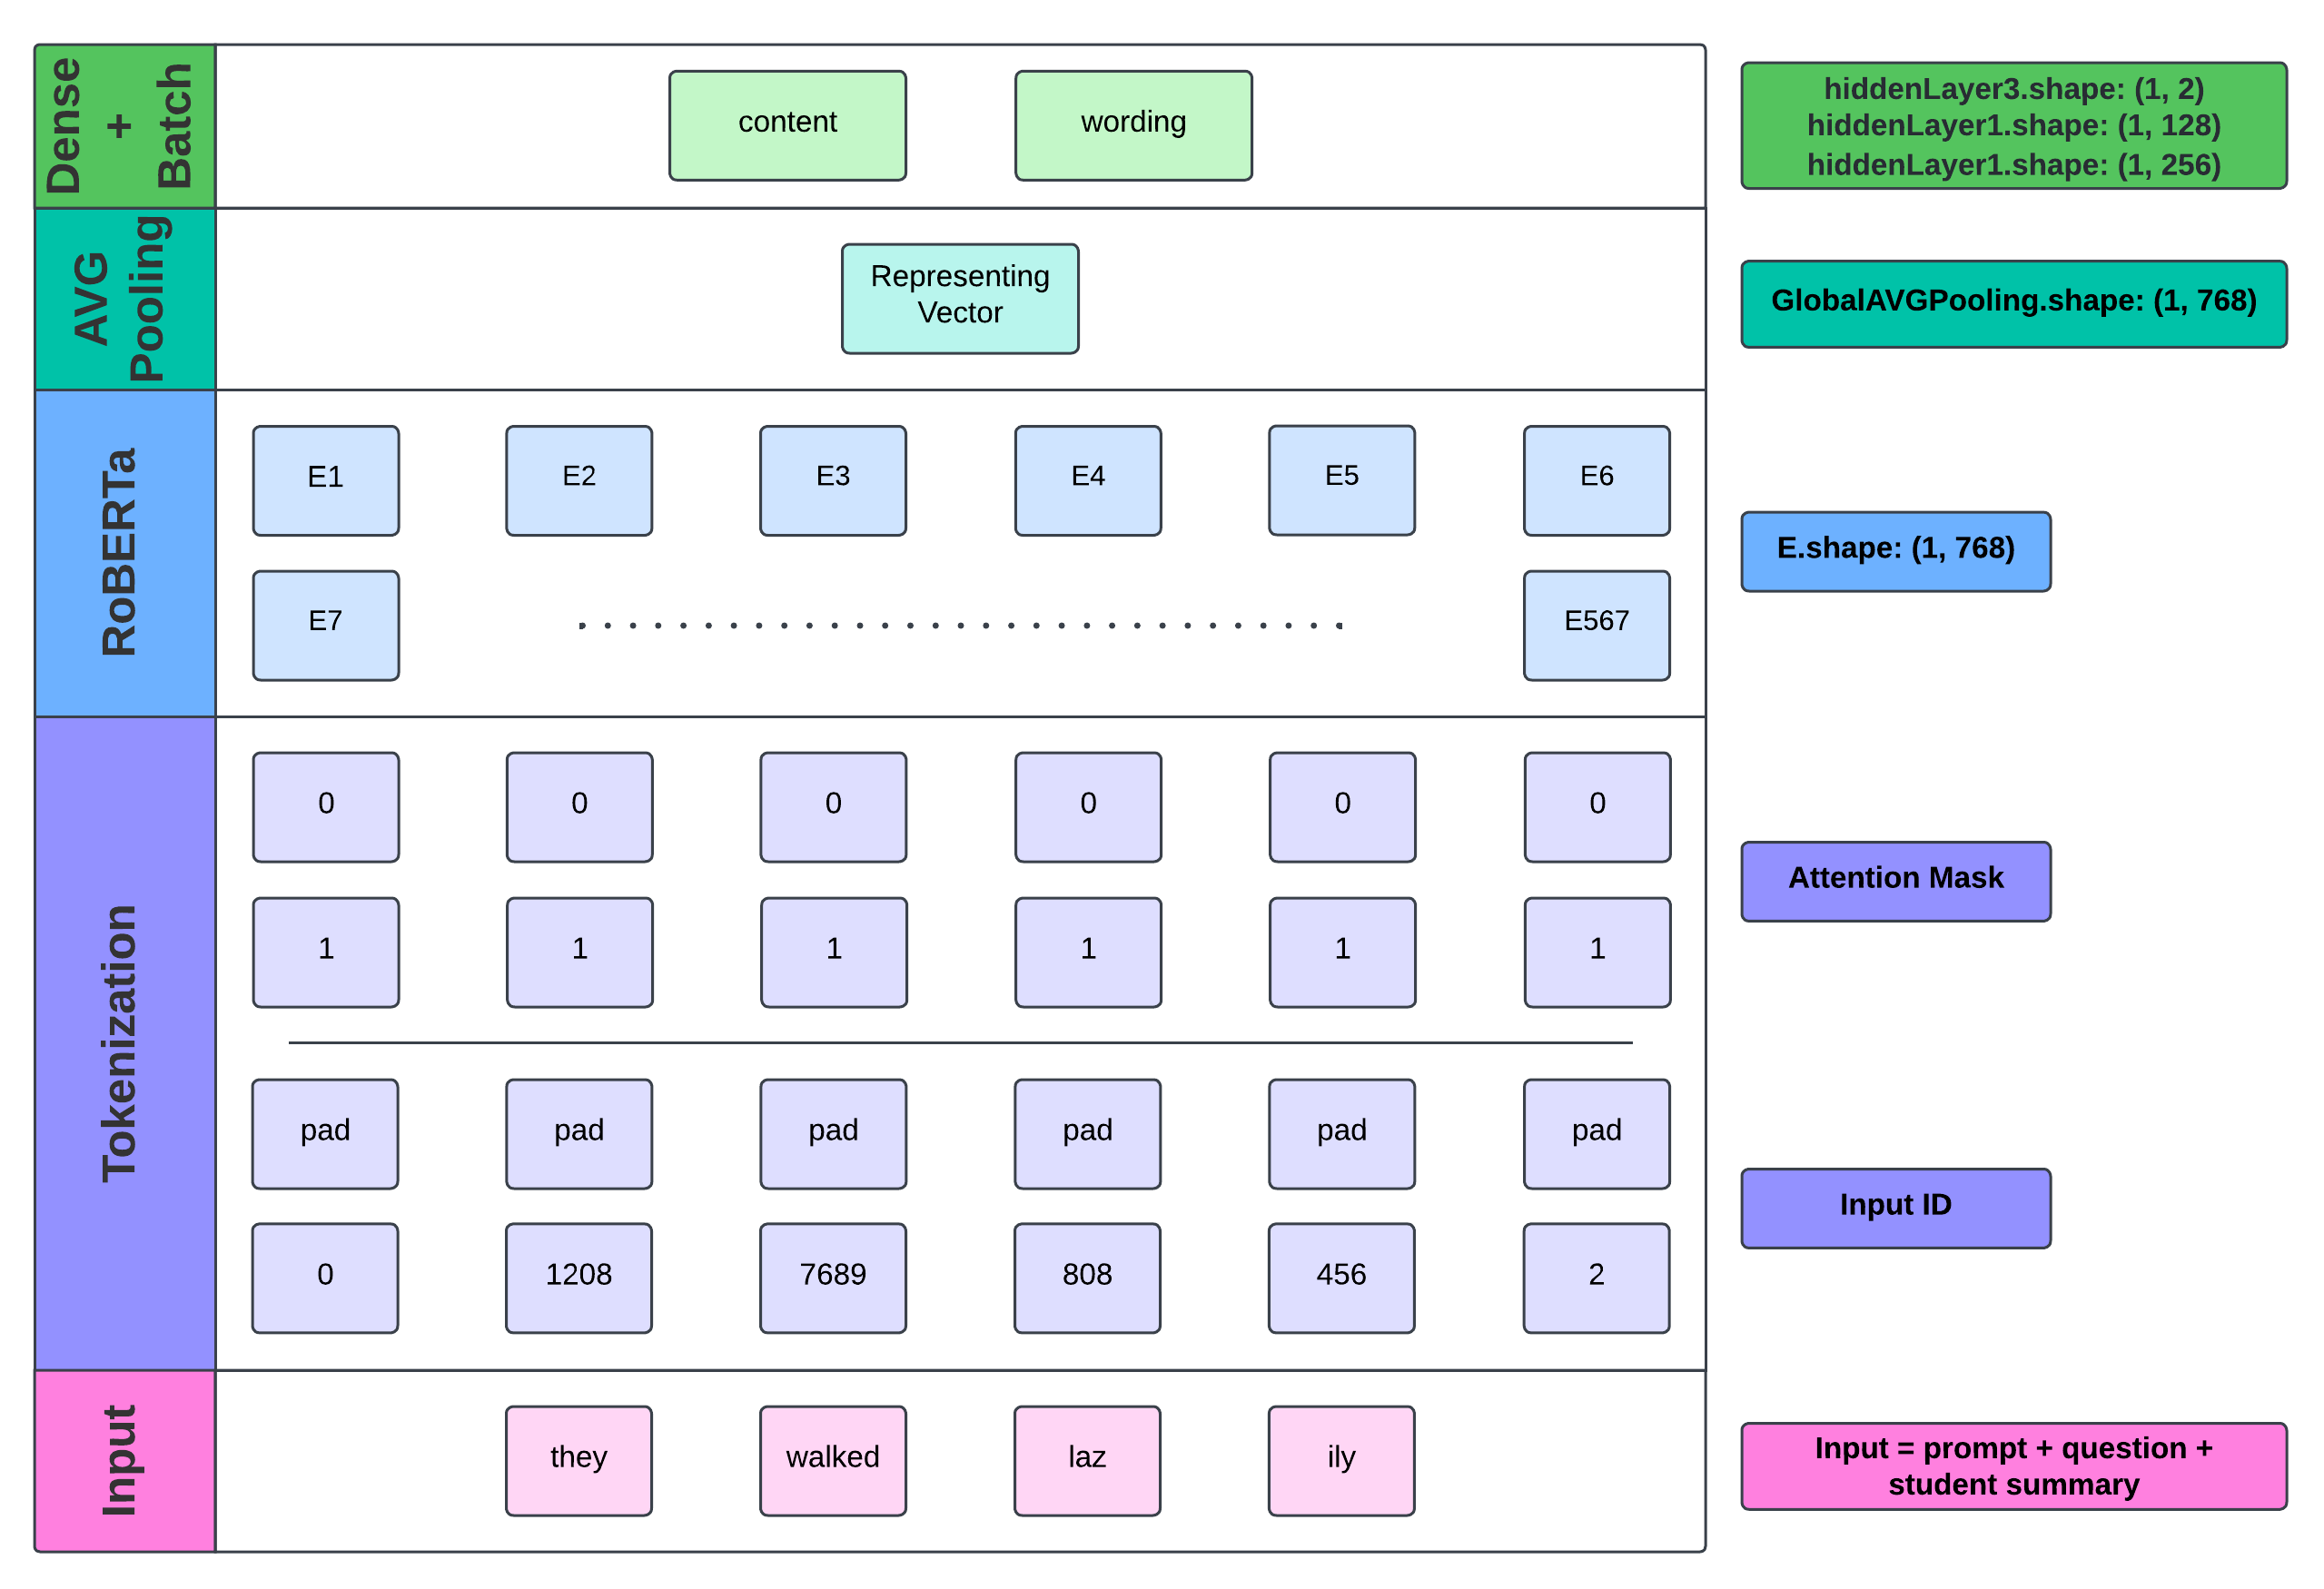 Dense
+
Batch
content
wording
hiddenLayer3.shape: (1, 2)
hiddenLayer1.shape: (1, 128)
hiddenLayer1.shape: (1, 256)
AVG
Pooling
Representing
Vector
GlobalAVGPooling.shape: (1, 768)
RoBERTa
E1
E2
E3
E4
E5
E6
E7
E567
E.shape: (1, 768)
Tokenization
0
0
0
0
0
0
1
1
1
1
1
1
Attention Mask
pad
pad
pad
pad
pad
pad
0
1208
7689
808
456
2
Input ID
Input
they
walked
laz
ily
Input = prompt + question +
student summary